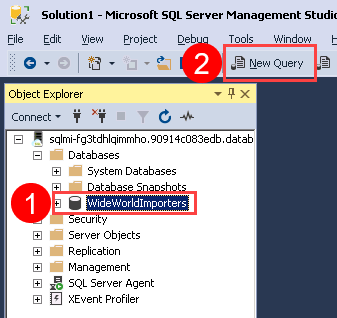 Solution1 - Microsoft SQL Server Management Studio
File Edit View Project Debug Tools Window
2
New Query
Object Explorer
Connect
sqlmi-fg3tdhlqimmho.90914c083edb.datab
Databases
System Databases
Database Snapshots
1
WideWorldImporters
Security
Server Objects
Replication
Management
SQL Server Agent
XEvent Profiler